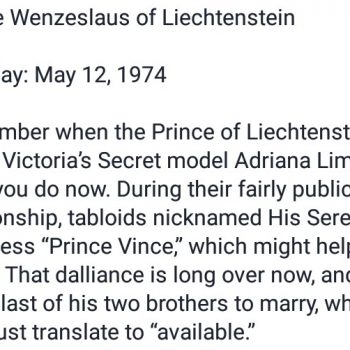 e Wenzeslaus of Liechtenstein
ay: May 12, 1974
mber when the Prince of Liechtenst
Victoria’s Secret model Adriana Lim
you do now. During their fairly public
onship, tabloids nicknamed His Sere
ess “Prince Vince,” which might help
That dalliance is long over now, and
last of his two brothers to marry, wh
ust translate to “available.”